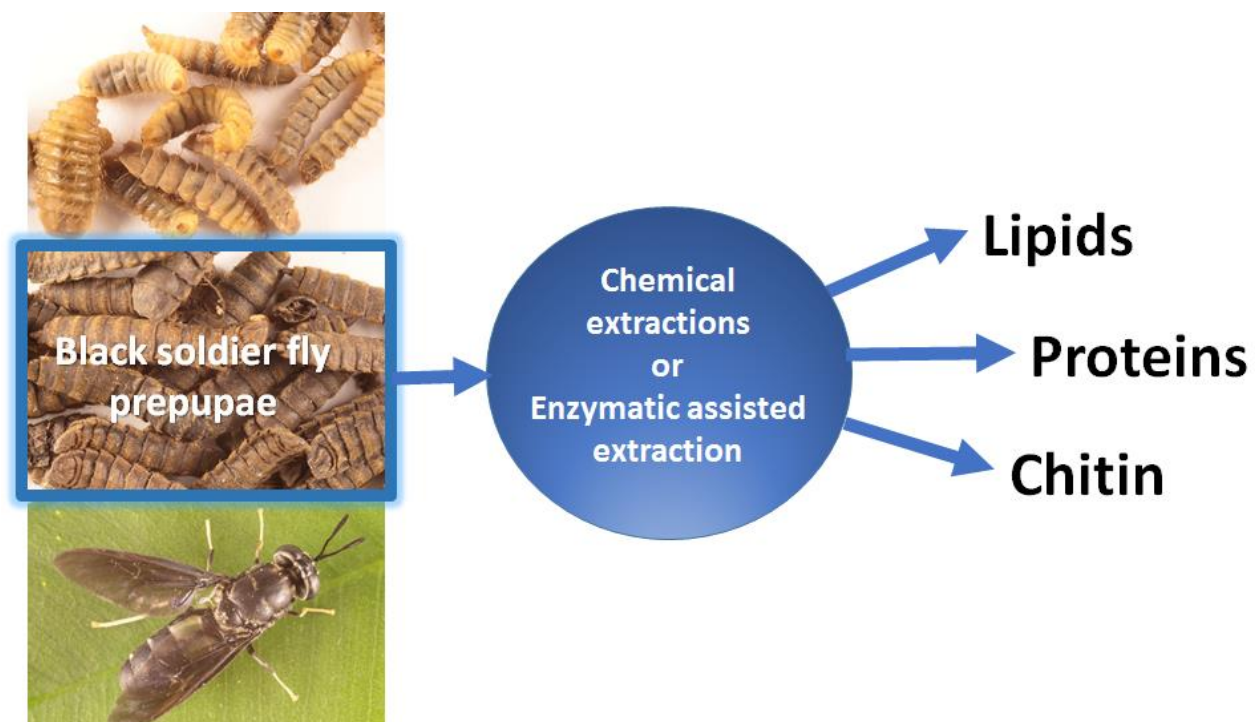 Black soldier fly
prepupae
Chemical
extractions
or
Enzymatic assisted
extraction
Lipids
Proteins
Chitin